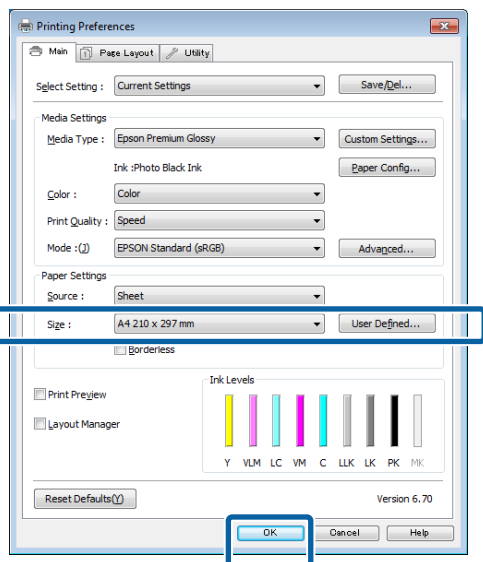 Printing Preferences
Main Page Layout Utility
Select Setting : Current Settings Save/Del...
Media Settings
Media Type : Epson Premium Glossy Custom Settings...
Ink :Photo Black Ink Paper Config...
Color : Color
Print Quality : Speed
Mode :(J) EPSON Standard (sRGB) Advanced...
Paper Settings
Source : Sheet
Size : A4 210 x 297 mm User Defined...
Borderless
Ink Levels
Print Preview
Layout Manager
Y VLM LC VM C LLK LK PK MK
Reset Defaults(Y) Version 6.70
OK Cancel Help